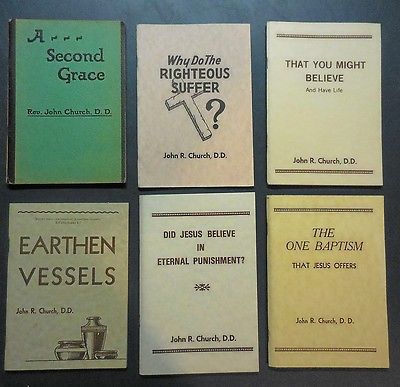 A
Second
Grace
Rev. John Church, D. D.
Why Do The
RIGHTEOUS
SUFFER
?
John R. Church, D.D.
THAT YOU MIGHT
BELIEVE
And Have Life
John R. Church, D.D.
EARTHEN
VESSELS
John R. Church, D.D.
DID JESUS BELIEVE
IN
ETERNAL PUNISHMENT?
John R. Church, D.D.
THE
ONE BAPTISM
THAT JESUS OFFERS
John R. Church, D. D.